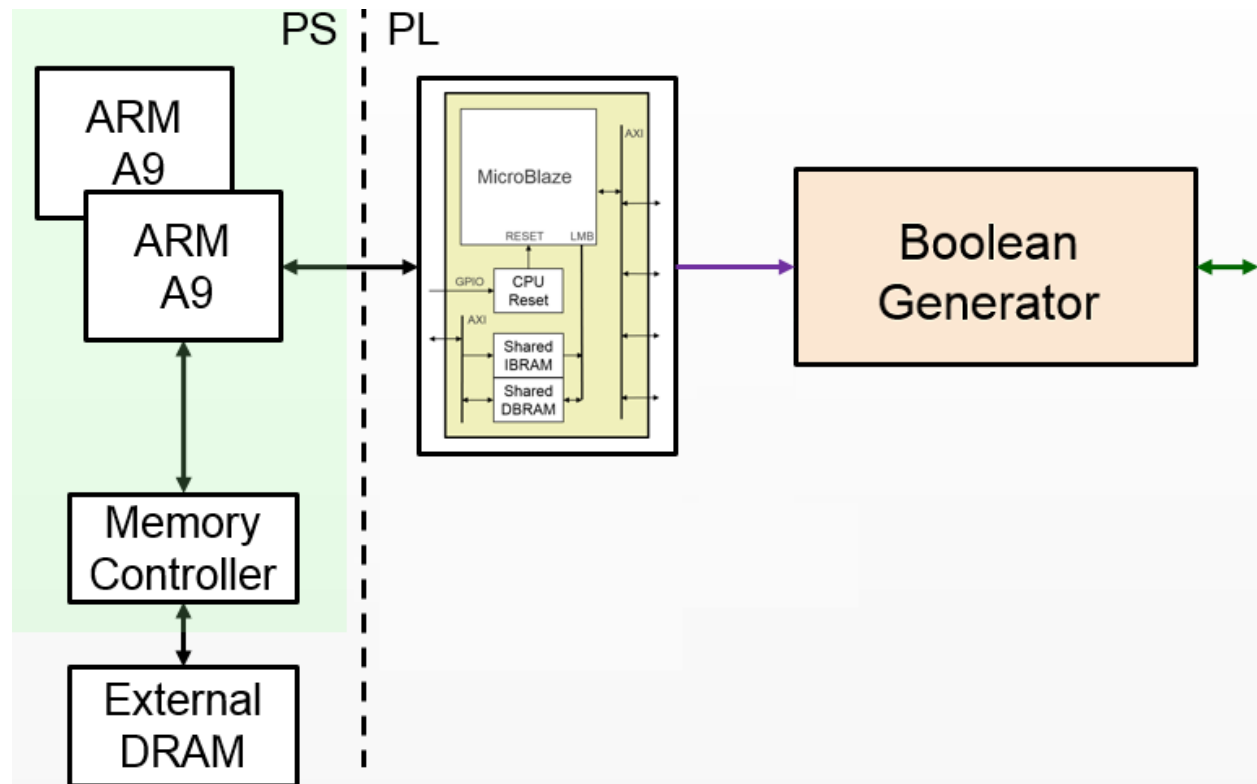 PS
PL
ARM
A9
ARM
A9
MicroBlaze
AXI
RESET
LMB
GPIO
CPU
Reset
AXI
Shared
IBRAM
Shared
DBRAM
Boolean
Generator
Memory
Controller
External
DRAM